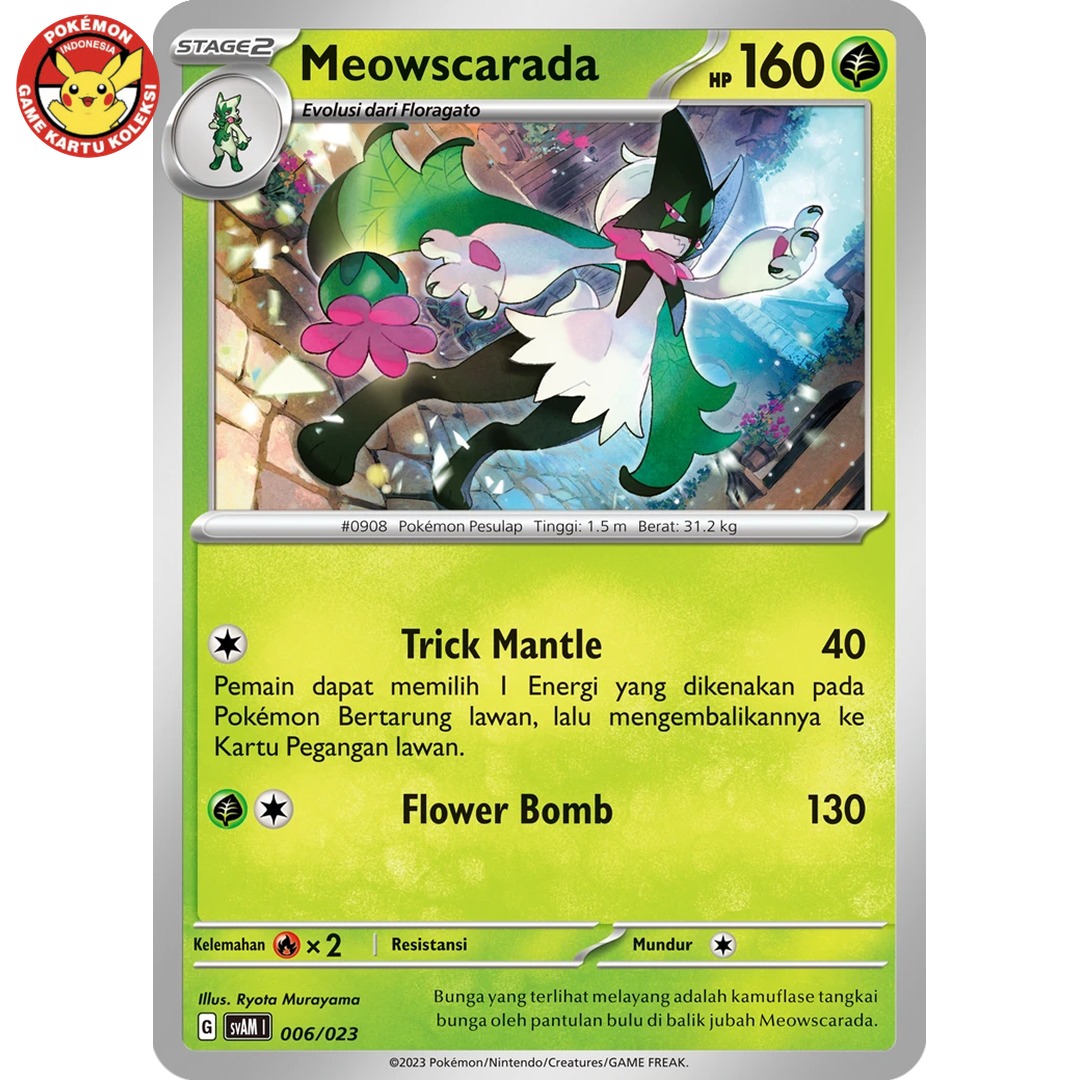 POKÉMON
INDONESIA
GAME KARTU KOLEKSI
STAGE2
Meowscarada
HP 160
Evolusi dari Floragato
#0908 Pokémon Pesulap Tinggi: 1.5 m Berat: 31.2 kg
Trick Mantle 40
Pemain dapat memilih 1 Energi yang dikenakan pada
Pokémon Bertarung lawan, lalu mengembalikannya ke
Kartu Pegangan lawan.
Flower Bomb 130
Kelemahan ×2 Resistansi Mundur
Illus. Ryota Murayama
G svAM I 006/023
Bunga yang terlihat melayang adalah kamuflase tangkai
bunga oleh pantulan bulu di balik jubah Meowscarada.
©2023 Pokémon/Nintendo/Creatures/GAME FREAK.